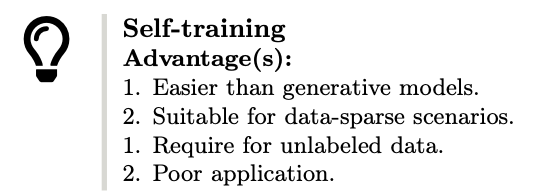 Self-training
Advantage(s):
1. Easier than generative models.
2. Suitable for data-sparse scenarios.
1. Require for unlabeled data.
2. Poor application.